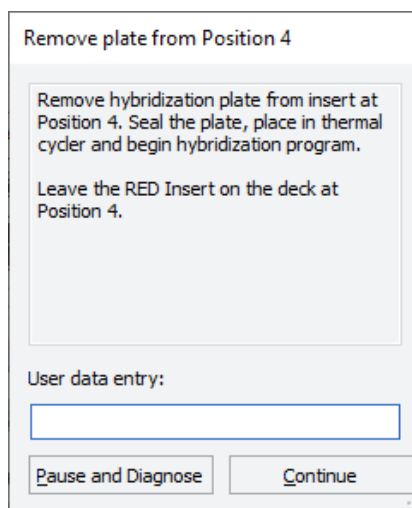 Remove plate from Position 4
Remove hybridization plate from insert at
Position 4. Seal the plate, place in thermal
cycler and begin hybridization program.
Leave the RED Insert on the deck at
Position 4.
User data entry:
Pause and Diagnose
Continue